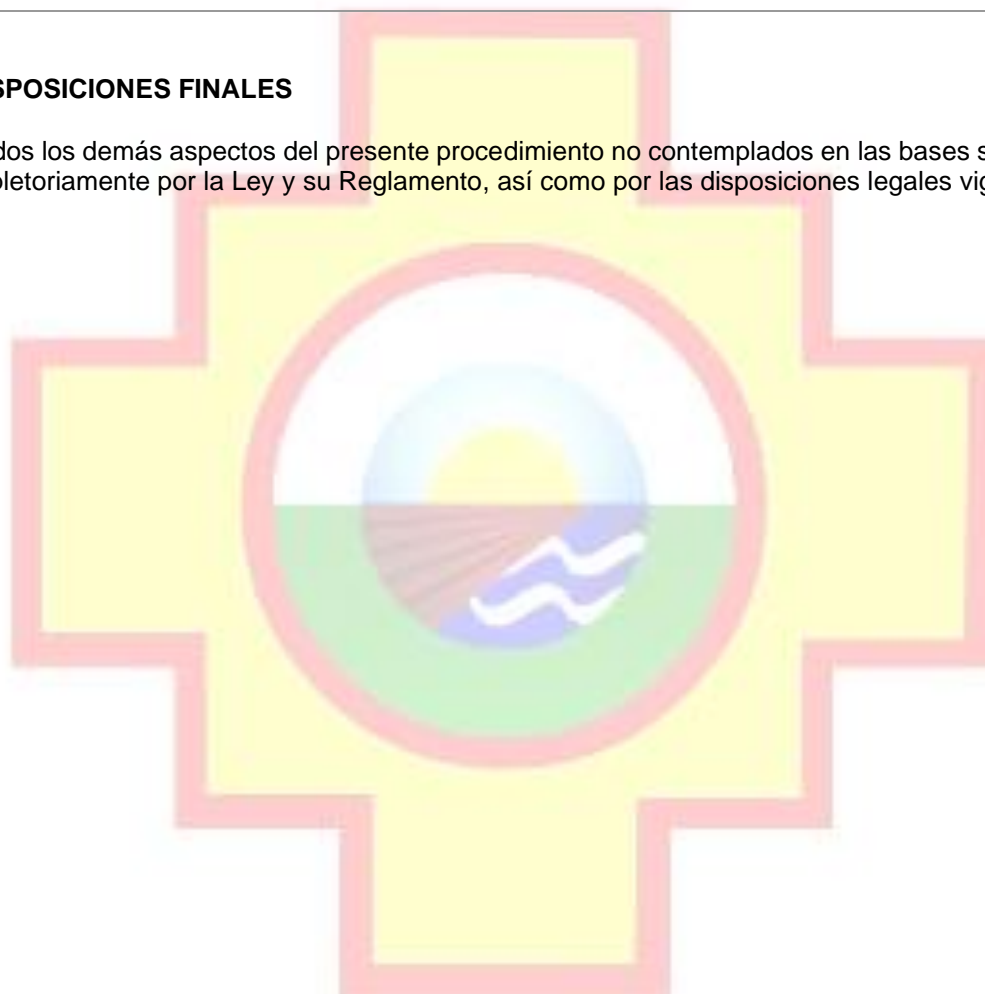 SPOSICIONES FINALES
dos los demás aspectos del presente procedimiento no contemplados en las bases s
pletoriamente por la Ley y su Reglamento, así como por las disposiciones legales vig